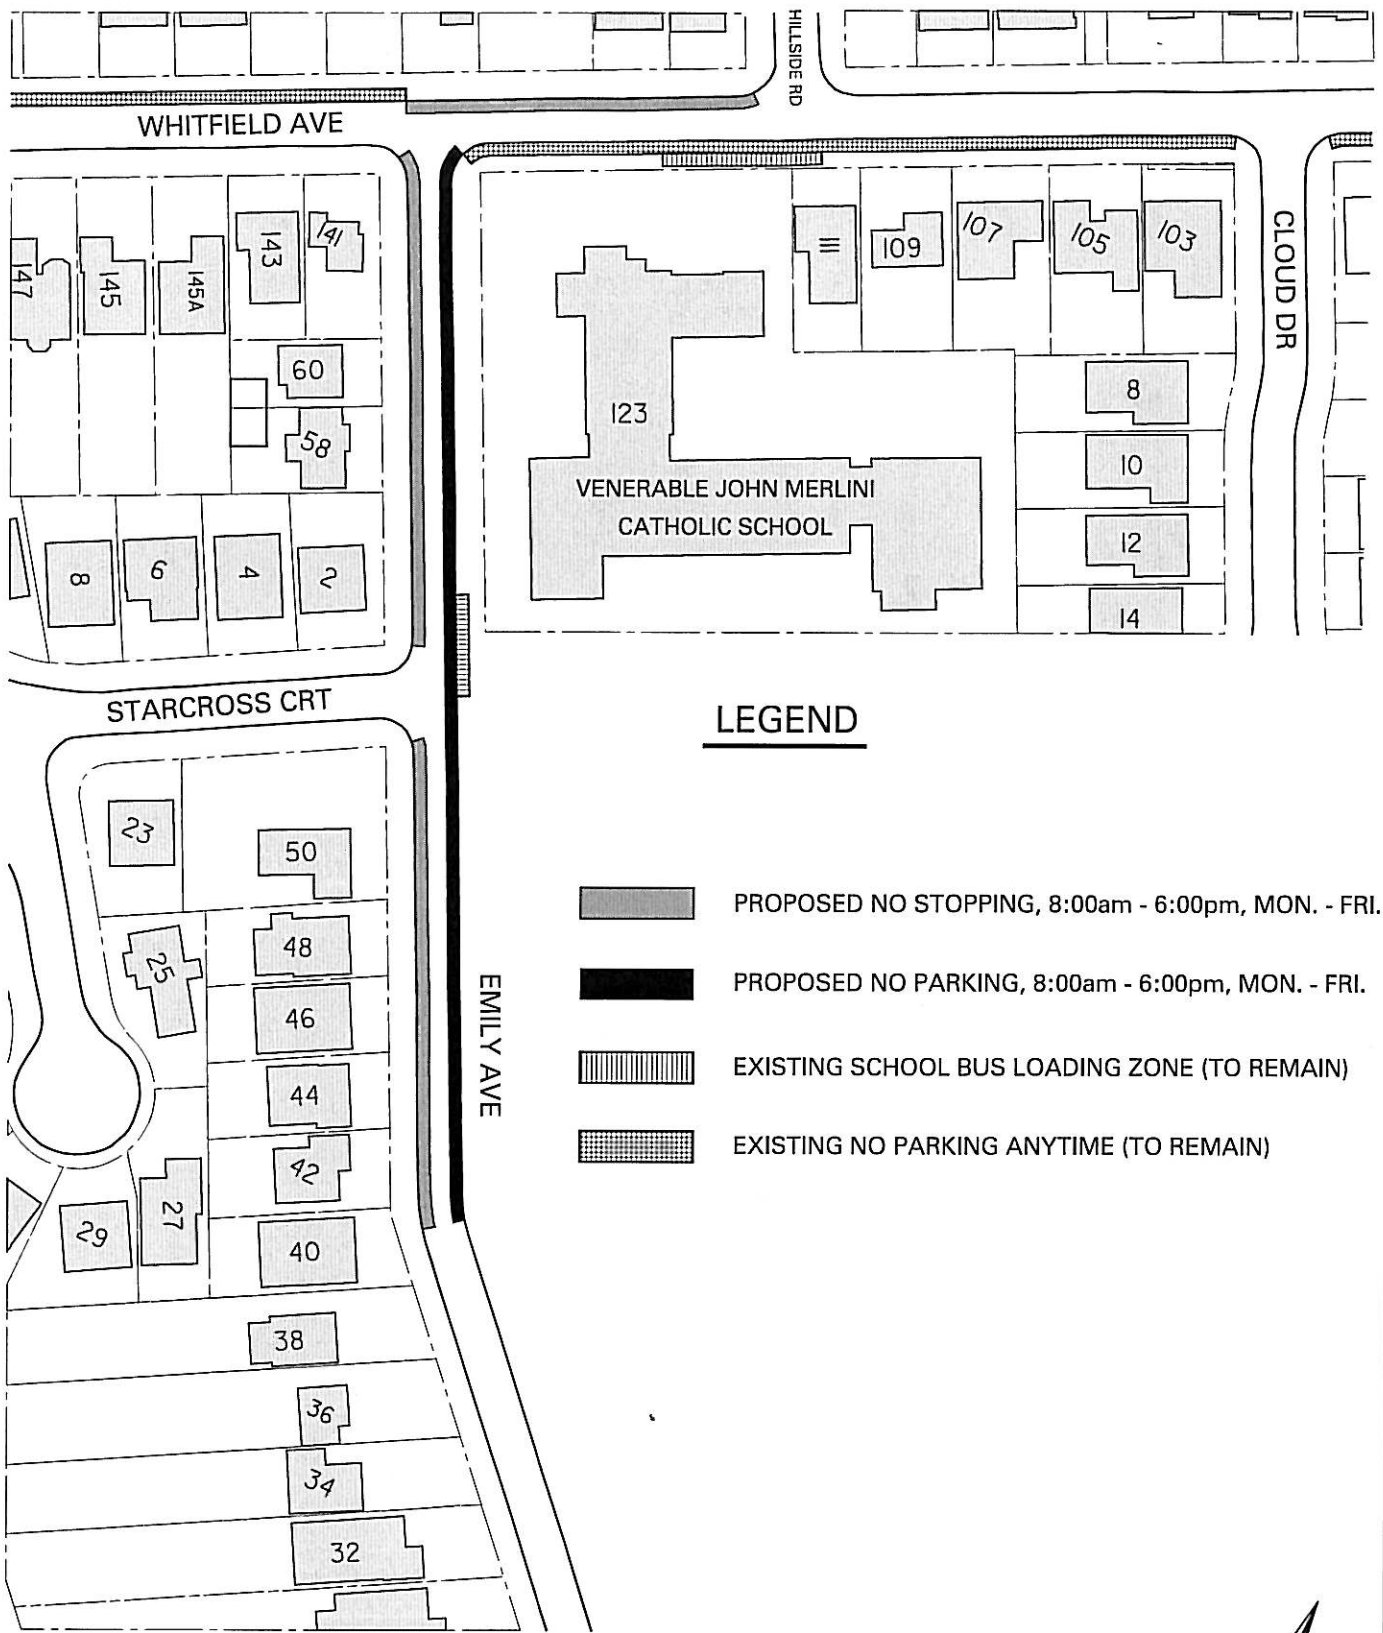 HILLSIDE RD
WHITFIELD AVE
CLOUD DR
147
145
145A
143
141
111
109
107
105
103
60
58
123
VENERABLE JOHN MERLINI
CATHOLIC SCHOOL
8
10
12
14
8
6
4
2
STARCROSS CRT
LEGEND
23
50
25
48
46
44
42
27
29
40
38
36
34
32
EMILY AVE
PROPOSED NO STOPPING, 8:00am - 6:00pm, MON. - FRI.
PROPOSED NO PARKING, 8:00am - 6:00pm, MON. - FRI.
EXISTING SCHOOL BUS LOADING ZONE (TO REMAIN)
EXISTING NO PARKING ANYTIME (TO REMAIN)